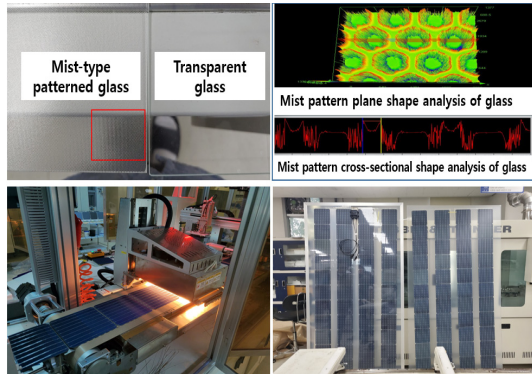 Mist-type
patterned glass
Transparent
glass
Mist pattern plane shape analysis of glass
Mist pattern cross-sectional shape analysis of glass